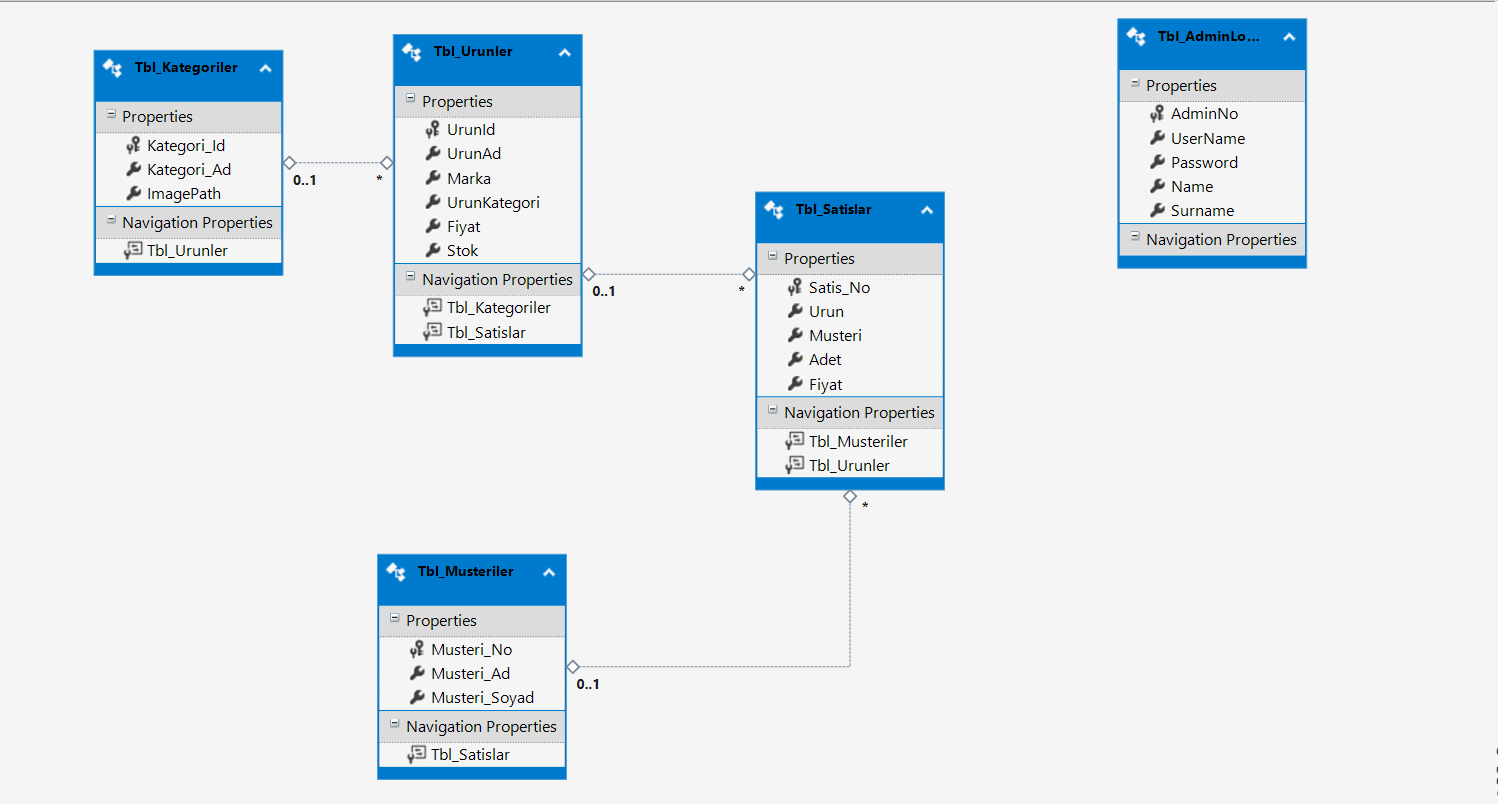 Tbl_Kategoriler
Properties
Kategori_Id
Kategori_Ad
ImagePath
Navigation Properties
Tbl_Urunler
0..1
*
Tbl_Urunler
Properties
UrunId
UrunAd
Marka
UrunKategori
Fiyat
Stok
Navigation Properties
Tbl_Kategoriler
Tbl_Satislar
0..1
*
Tbl_Satislar
Properties
Satis_No
Urun
Musteri
Adet
Fiyat
Navigation Properties
Tbl_Musteriler
Tbl_Urunler
*
Tbl_AdminLo...
Properties
AdminNo
UserName
Password
Name
Surname
Navigation Properties
Tbl_Musteriler
Properties
Musteri_No
Musteri_Ad
Musteri_Soyad
Navigation Properties
Tbl_Satislar
0..1